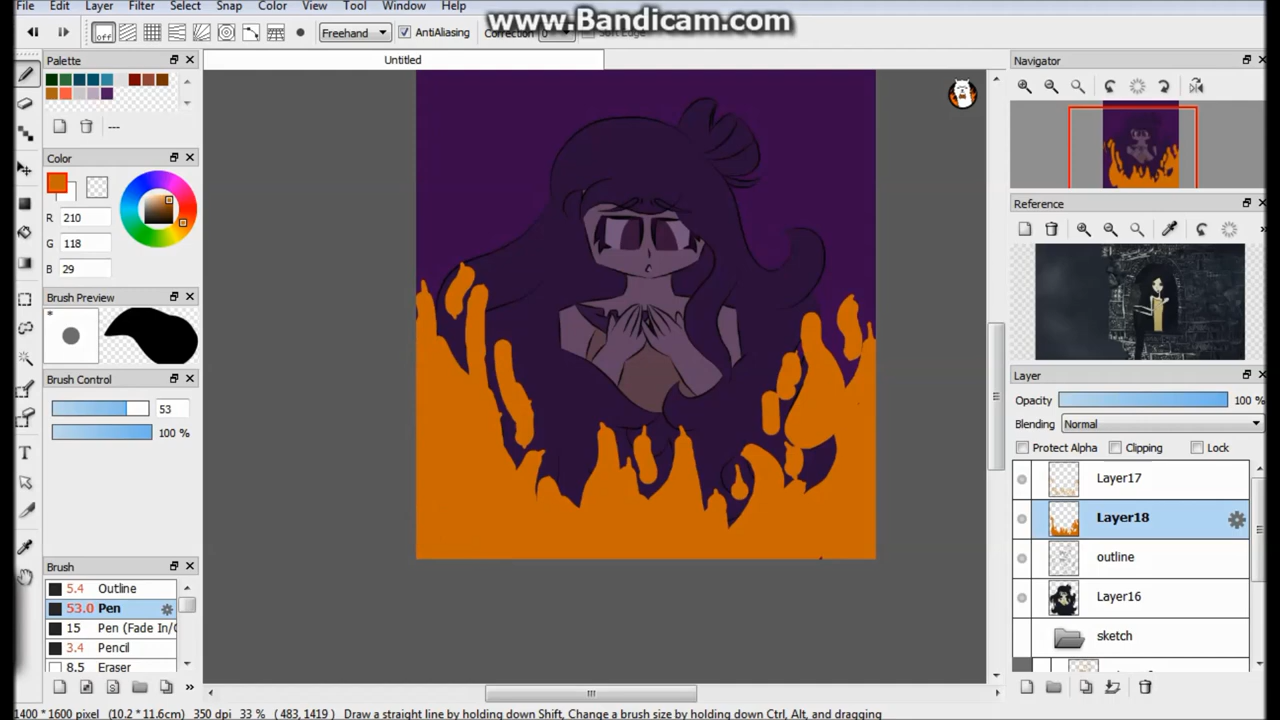 File Edit Layer Filter Select Snap Color View Tool Window Help
www.Bandicam.com
off Freehand AntiAliasing Correction 0 Soft Edge
Palette
Untitled
Navigator
---
Color
R 210
G 118
B 29
Reference
Brush Preview
*
Brush Control
53
100 %
Layer
Opacity 100 %
Blending Normal
Protect Alpha Clipping Lock
Layer17
Layer18
outline
Layer16
sketch
Brush
5.4 Outline
53.0 Pen
15 Pen (Fade In/O
3.4 Pencil
8.5 Eraser
1400 * 1600 pixel (10.2 * 11.6cm) 350 dpi 33 % ( 483, 1419 ) Draw a straight line by holding down Shift, Change a brush size by holding down Ctrl, Alt, and dragging